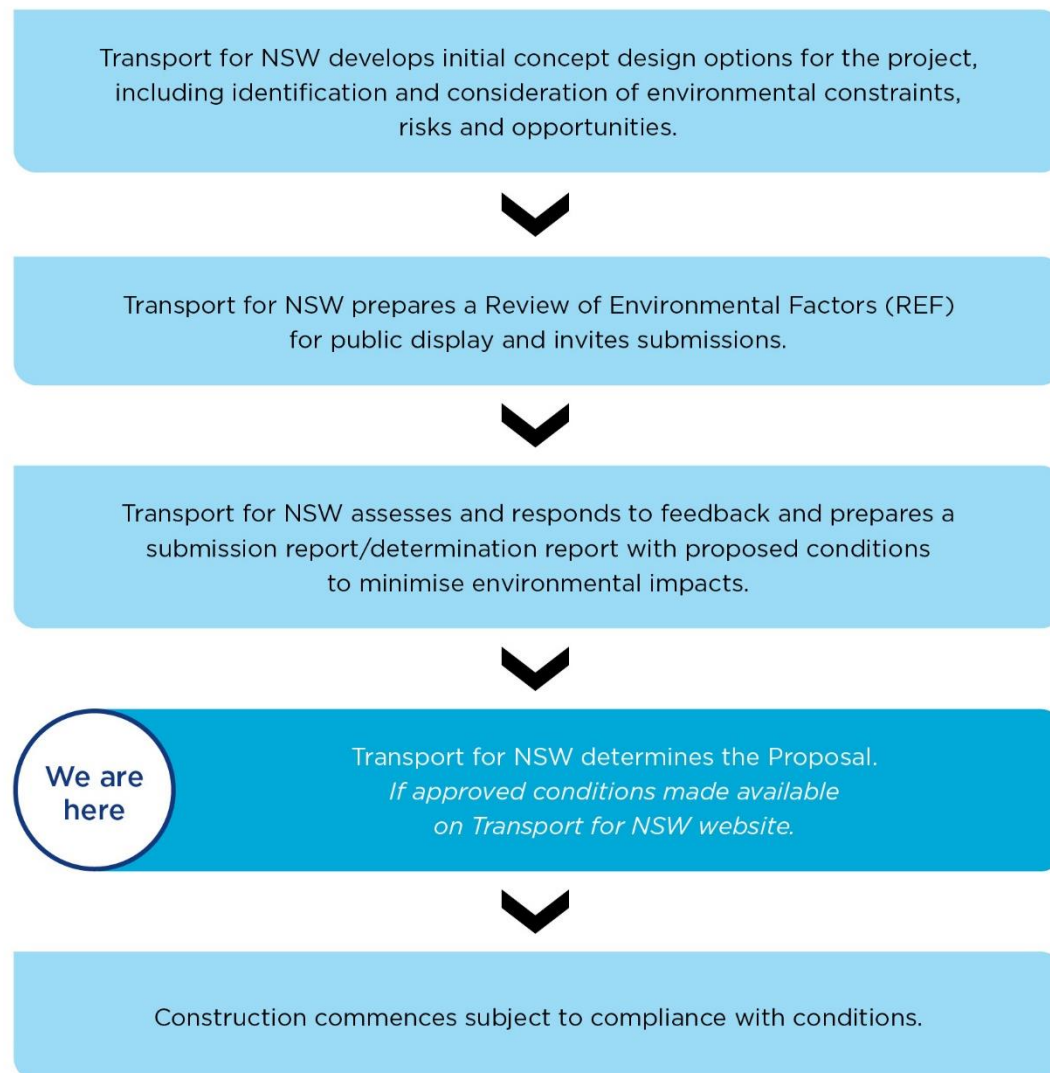 Transport for NSW develops initial concept design options for the project,
including identification and consideration of environmental constraints,
risks and opportunities.
Transport for NSW prepares a Review of Environmental Factors (REF)
for public display and invites submissions.
Transport for NSW assesses and responds to feedback and prepares a
submission report/determination report with proposed conditions
to minimise environmental impacts.
We are
here
Transport for NSW determines the Proposal.
If approved conditions made available
on Transport for NSW website.
Construction commences subject to compliance with conditions.